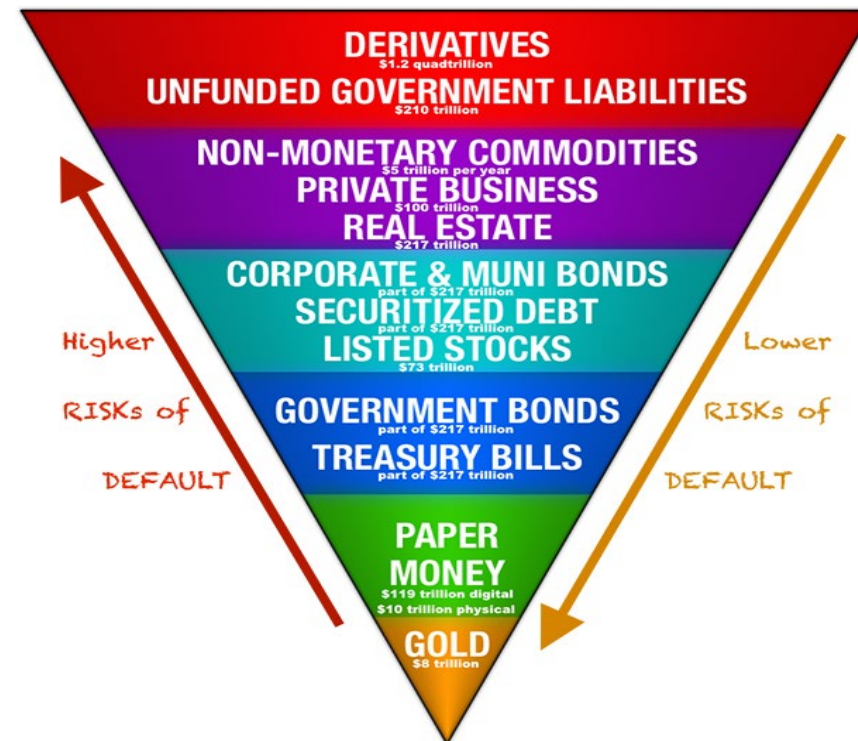 DERIVATIVES
$1.2 quadtrillion
UNFUNDED GOVERNMENT LIABILITIES
$210 trillion
NON-MONETARY COMMODITIES
$5 trillion per year
PRIVATE BUSINESS
$100 trillion
REAL ESTATE
$217 trillion
CORPORATE & MUNI BONDS
part of $217 trillion
SECURITIZED DEBT
part of $217 trillion
LISTED STOCKS
$73 trillion
GOVERNMENT BONDS
part of $217 trillion
TREASURY BILLS
part of $217 trillion
PAPER
MONEY
$119 trillion digital
$10 trillion physical
GOLD
$8 trillion
Higher
RISKs of
DEFAULT
Lower
RISKs of
DEFAULT